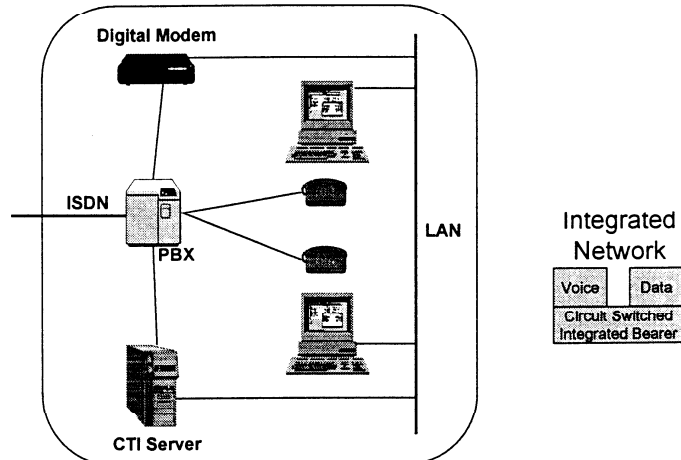 Digital Modem
ISDN
PBX
LAN
CTI Server
Integrated
Network
Voice
Data
Circuit Switched
Integrated Bearer